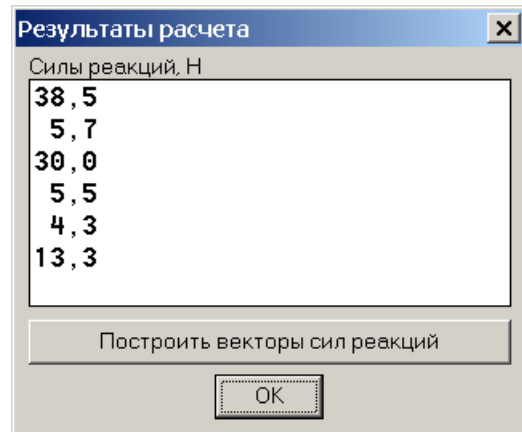 Результаты расчета
Силы реакций, Н
38,5
5,7
30,0
5,5
4,3
13,3
Построить векторы сил реакций
OK